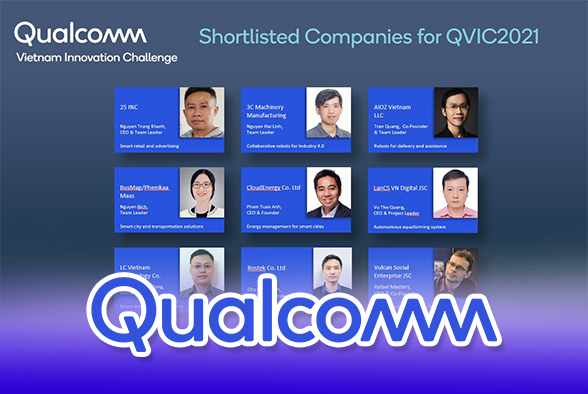 Qualcomm
Vietnam Innovation Challenge
Shortlisted Companies for QVIC2021
25 INC
Nguyen Trung Khanh,
CEO & Team Leader
Smart retail and advertising
3C Machinery
Manufacturing
Nguyen Hai Linh,
Team Leader
Collaborative robots for Industry 4.0
AIOZ Vietnam
LLC
Tran Quang, Co-Founder
& Team Leader
Robots for delivery and assistance
BusMap/Phenikaa
Maas
Nguyen Bich,
Team Leader
Smart city and transportation solutions
CloudEnergy Co. Ltd
Pham Tuan Anh,
CEO & Founder
Energy management for smart cities
LanCS VN Digital JSC
Vu The Quang,
CEO & Project Leader
Autonomous aquafarming system
LC Vietnam
Co.
Rostek Co. Ltd
Vulcan Social
Enterprise JSC
Rafael Masters,
Qualcomm